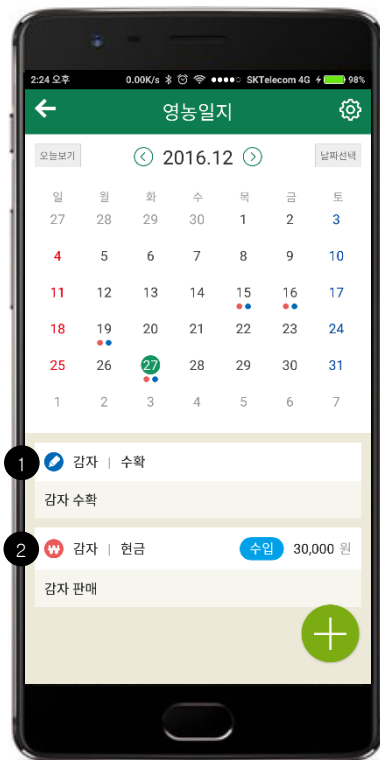 2:24 오후 0.00K/s SKTelecom 4G 98%
영농일지
오늘보기 2016.12 날짜선택
일 월 화 수 목 금 토
27 28 29 30 1 2 3
4 5 6 7 8 9 10
11 12 13 14 15 16 17
18 19 20 21 22 23 24
25 26 27 28 29 30 31
1 2 3 4 5 6 7
1 감자 | 수확
감자 수확
2 ₩ 감자 | 현금 수입 30,000 원
감자 판매